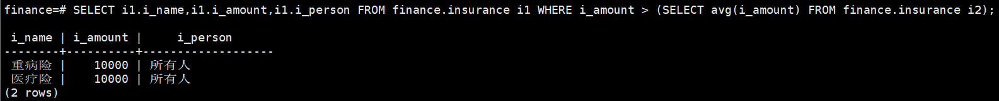 finance=# SELECT i1.i_name,i1.i_amount,i1.i_person FROM finance.insurance i1 WHERE i_amount > (SELECT avg(i_amount) FROM finance.insurance i2);
 i_name | i_amount |     i_person
--------+----------+-------------------
 重病险 |    10000 | 所有人
 医疗险 |    10000 | 所有人
(2 rows)